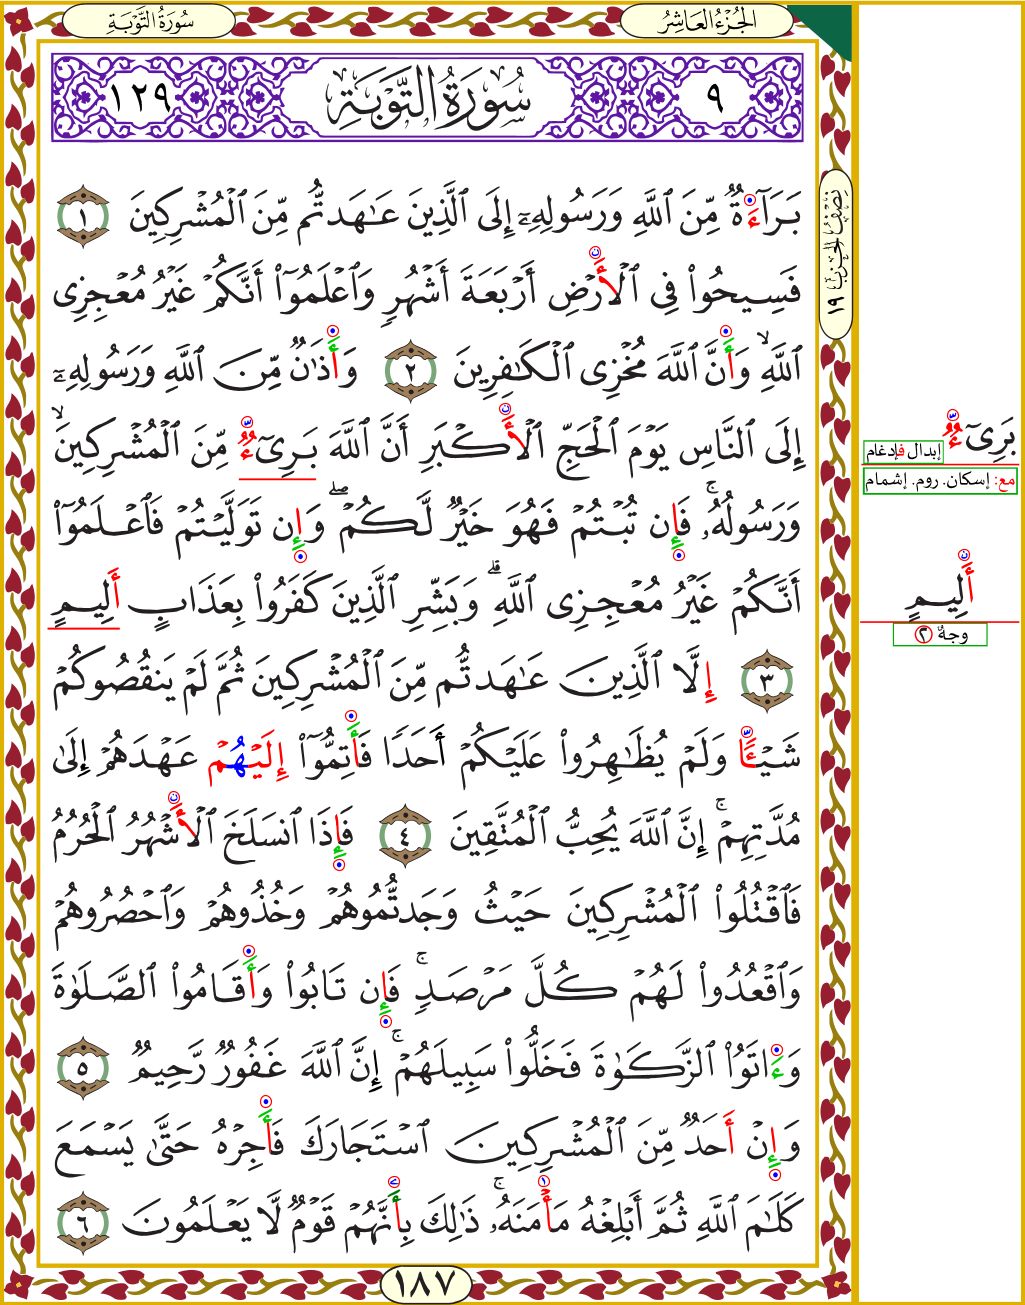 سُورَةُ التَّوۡبَةِ
الجُزۡءُ العَاشِرُ
٩
سُورَةُ التَّوۡبَةِ
١٢٩
نِصۡفُ الحِزۡبِ ١٩
بَرَآءَةٌ مِّنَ ٱللَّهِ وَرَسُولِهِۦٓ إِلَى ٱلَّذِينَ عَٰهَدتُّم مِّنَ ٱلۡمُشۡرِكِينَ ١
فَسِيحُواْ فِي ٱلۡأَرۡضِ أَرۡبَعَةَ أَشۡهُرٖ وَٱعۡلَمُوٓاْ أَنَّكُمۡ غَيۡرُ مُعۡجِزِي
ٱللَّهِ ۙ وَأَنَّ ٱللَّهَ مُخۡزِي ٱلۡكَٰفِرِينَ ٢ وَأَذَٰنٞ مِّنَ ٱللَّهِ وَرَسُولِهِۦٓ
إِلَى ٱلنَّاسِ يَوۡمَ ٱلۡحَجِّ ٱلۡأَكۡبَرِ أَنَّ ٱللَّهَ بَرِيٓءٞ مِّنَ ٱلۡمُشۡرِكِينَ ۙ
وَرَسُولُهُۥۚ فَإِن تُبۡتُمۡ فَهُوَ خَيۡرٞ لَّكُمۡۖ وَإِن تَوَلَّيۡتُمۡ فَٱعۡلَمُوٓاْ
أَنَّكُمۡ غَيۡرُ مُعۡجِزِي ٱللَّهِۗ وَبَشِّرِ ٱلَّذِينَ كَفَرُواْ بِعَذَابٍ أَلِيمٍ
٣ إِلَّا ٱلَّذِينَ عَٰهَدتُّم مِّنَ ٱلۡمُشۡرِكِينَ ثُمَّ لَمۡ يَنقُصُوكُمۡ
شَيۡـٔٗا وَلَمۡ يُظَٰهِرُواْ عَلَيۡكُمۡ أَحَدٗا فَأَتِمُّوٓاْ إِلَيۡهُمۡ عَهۡدَهُمۡ إِلَىٰ
مُدَّتِهِمۡۚ إِنَّ ٱللَّهَ يُحِبُّ ٱلۡمُتَّقِينَ ٤ فَإِذَا ٱنسَلَخَ ٱلۡأَشۡهُرُ ٱلۡحُرُمُ
فَٱقۡتُلُواْ ٱلۡمُشۡرِكِينَ حَيۡثُ وَجَدتُّمُوهُمۡ وَخُذُوهُمۡ وَٱحۡصُرُوهُمۡ
وَٱقۡعُدُواْ لَهُمۡ كُلَّ مَرۡصَدٖۚ فَإِن تَابُواْ وَأَقَامُواْ ٱلصَّلَوٰةَ
وَءَاتَوُاْ ٱلزَّكَوٰةَ فَخَلُّواْ سَبِيلَهُمۡۚ إِنَّ ٱللَّهَ غَفُورٞ رَّحِيمٞ ٥
وَإِنۡ أَحَدٞ مِّنَ ٱلۡمُشۡرِكِينَ ٱسۡتَجَارَكَ فَأَجِرۡهُ حَتَّىٰ يَسۡمَعَ
كَلَٰمَ ٱللَّهِ ثُمَّ أَبۡلِغۡهُ مَأۡمَنَهُۥۚ ذَٰلِكَ بِأَنَّهُمۡ قَوۡمٞ لَّا يَعۡلَمُونَ ٦
١٨٧
بَرِيٓءٞ
إبدال فإدغام
مع: إسكان. روم. إشمام
أَلِيمٍ
وجهٌ ٢